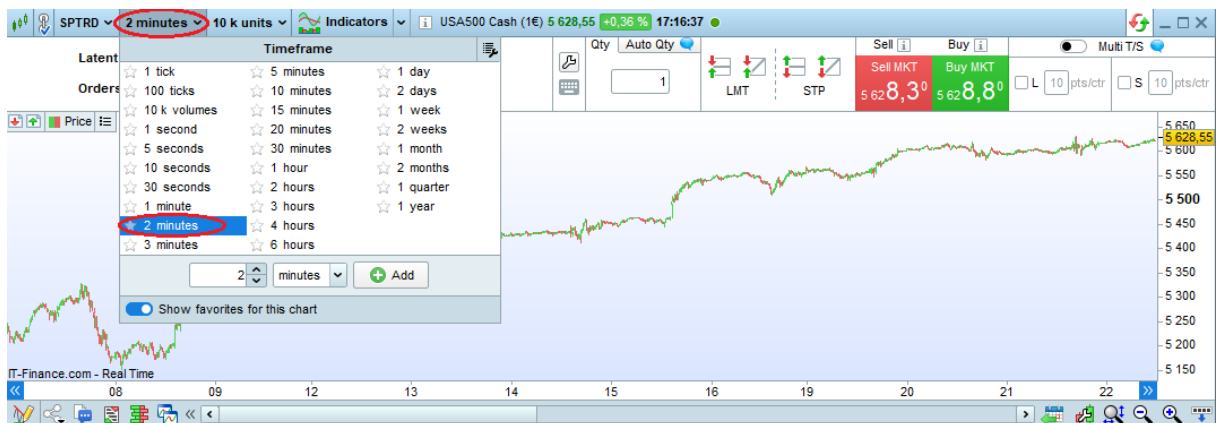 SPTRD 2 minutes 10 k units Indicators i USA500 Cash (1€) 5 628,55 +0,36 % 17:16:37
Timeframe
1 tick 5 minutes 1 day
100 ticks 10 minutes 2 days
10 k volumes 15 minutes 1 week
1 second 20 minutes 2 weeks
5 seconds 30 minutes 1 month
10 seconds 1 hour 2 months
30 seconds 2 hours 1 quarter
1 minute 3 hours 1 year
2 minutes 4 hours
3 minutes 6 hours
2 minutes Add
Show favorites for this chart
Latent
Orders
Price
Qty Auto Qty
1
LMT STP
Sell i Buy i
Sell MKT Buy MKT
5 628,30 5 628,80
Multi T/S
L 10 pts/ctr S 10 pts/ctr
5 650
5 628,55
5 600
5 550
5 500
5 450
5 400
5 350
5 300
5 250
5 200
5 150
IT-Finance.com - Real Time
08 09 12 13 14 15 16 19 20 21 22